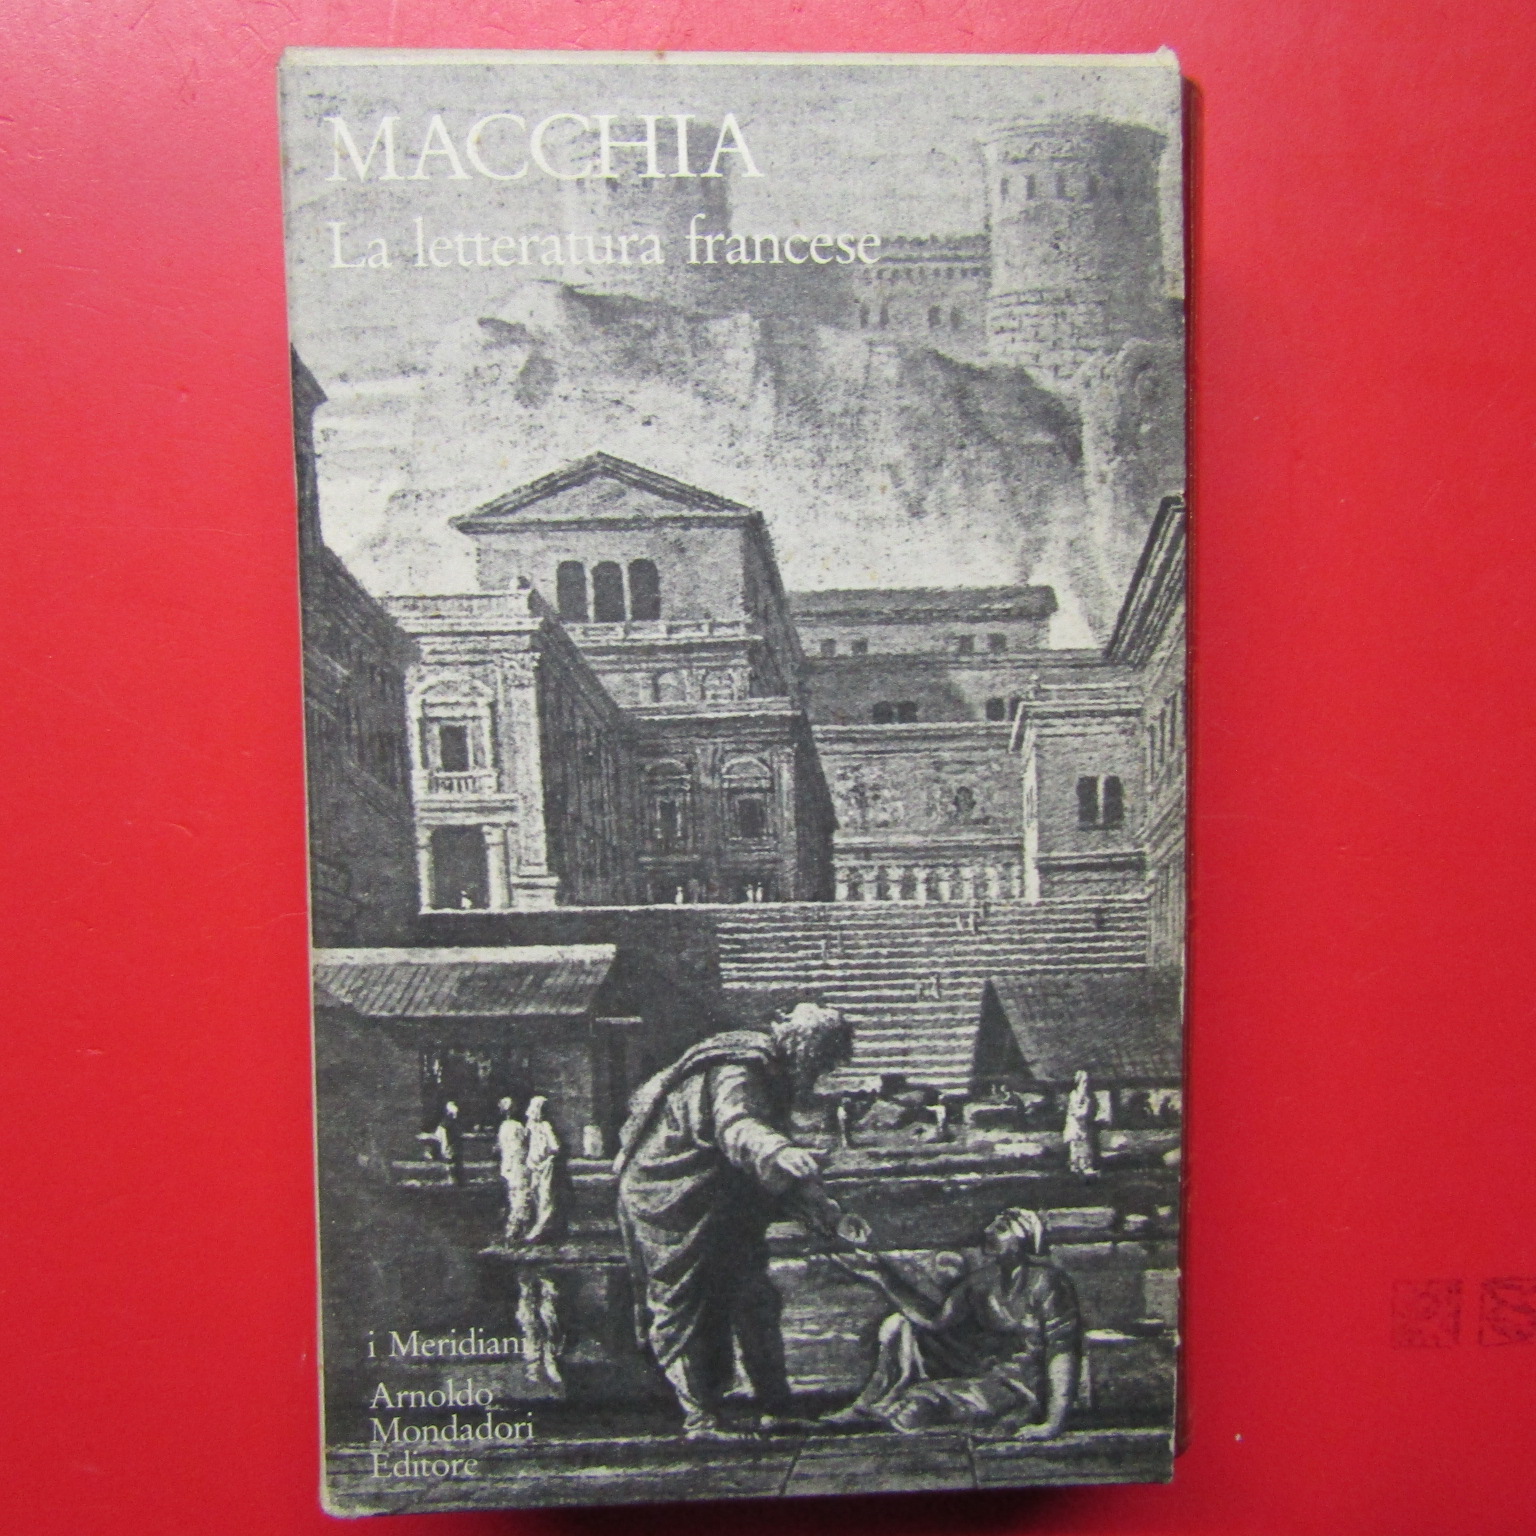 MACCHIA
La letteratura francese
i Meridiani
Arnoldo
Mondadori
Editore